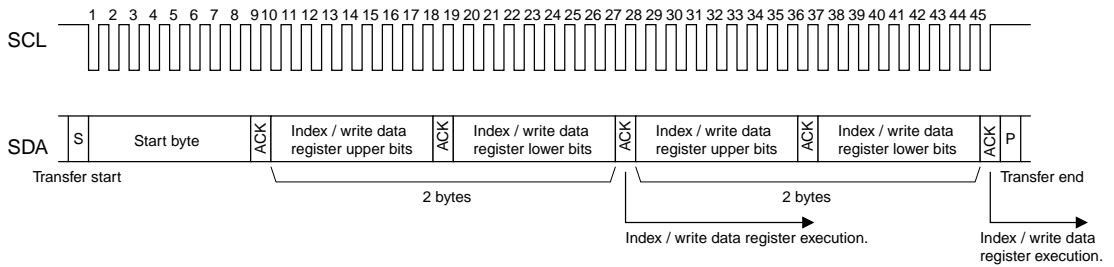 1 2 3 4 5 6 7 8 9 10 11 12 13 14 15 16 17 18 19 20 21 22 23 24 25 26 27 28 29 30 31 32 33 34 35 36 37 38 39 40 41 42 43 44 45
SCL
SDA
S
Start byte
ACK
Index / write data
register upper bits
ACK
Index / write data
register lower bits
ACK
Index / write data
register upper bits
ACK
Index / write data
register lower bits
ACK
P
Transfer start
2 bytes
2 bytes
Transfer end
Index / write data register execution.
Index / write data
register execution.